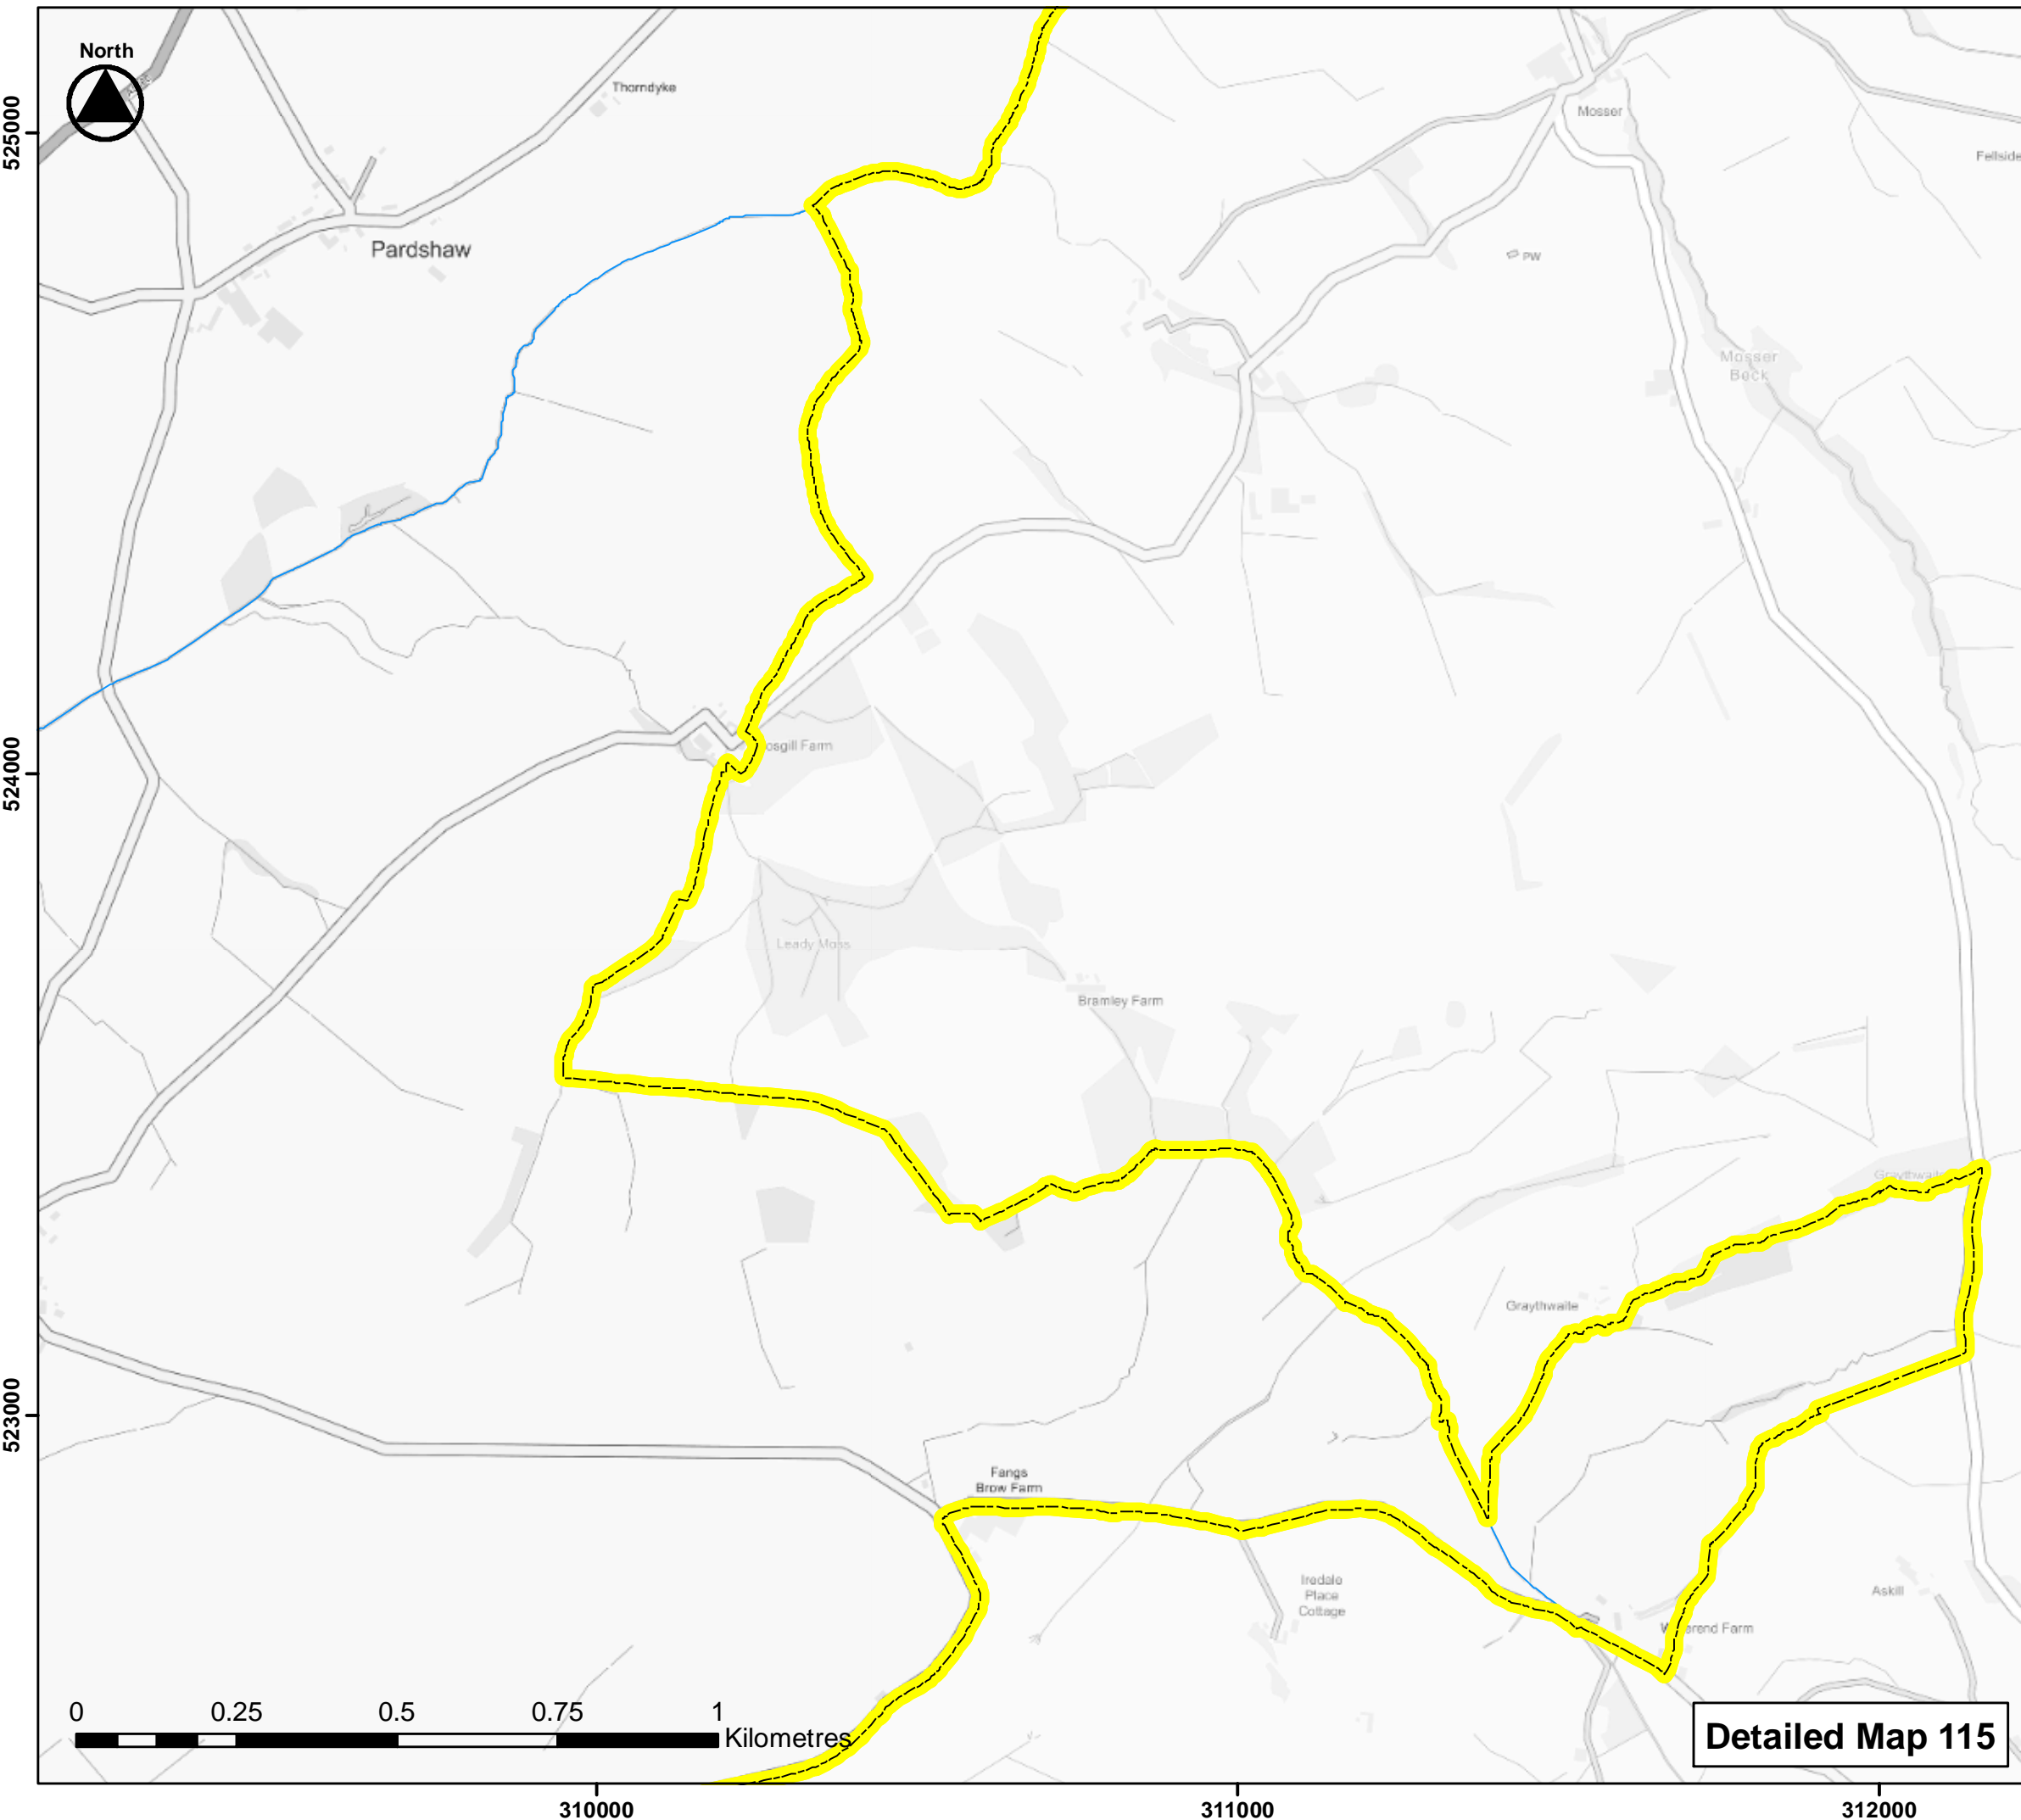 North
Thorndyke
525000
Mosser
Fellside
Pardshaw
PW
Mosser
Beck
osgill Farm
524000
Leady Moss
Bramley Farm
Graythwaite
Graythwaite
523000
Fangs
Brow Farm
Iredale
Place
Cottage
Askill
W erend Farm
0 0.25 0.5 0.75 1
Kilometres
Detailed Map 115
310000 311000 312000